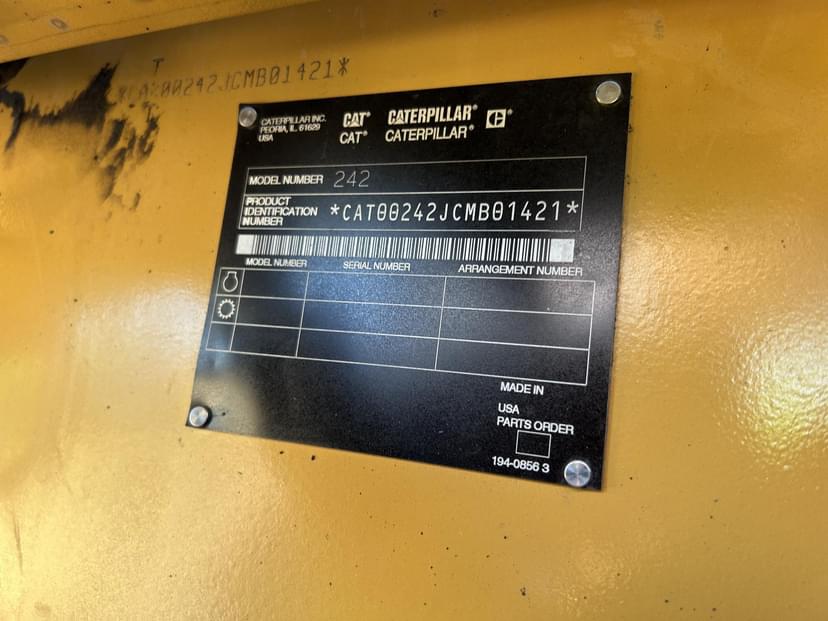 T
*CA200242JCMB01421*
CATERPILLAR INC.
PEORIA, IL 61629
USA
CAT® CATERPILLAR®
CAT® CATERPILLAR®
MODEL NUMBER 242
PRODUCT
IDENTIFICATION
NUMBER
*CAT00242JCMB01421*
MODEL NUMBER SERIAL NUMBER ARRANGEMENT NUMBER
MADE IN
USA
PARTS ORDER
194-0856 3